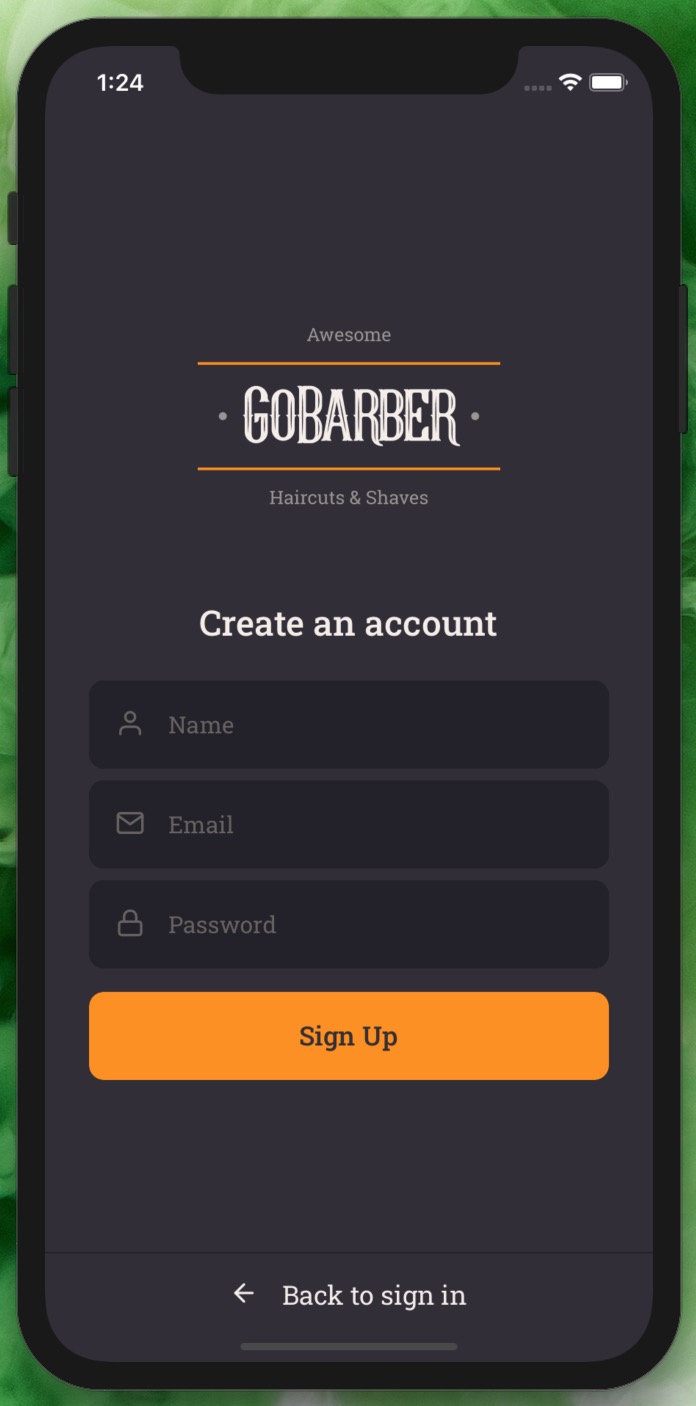 1:24
Awesome
• GOBARBER •
Haircuts & Shaves
Create an account
Name
Email
Password
Sign Up
← Back to sign in